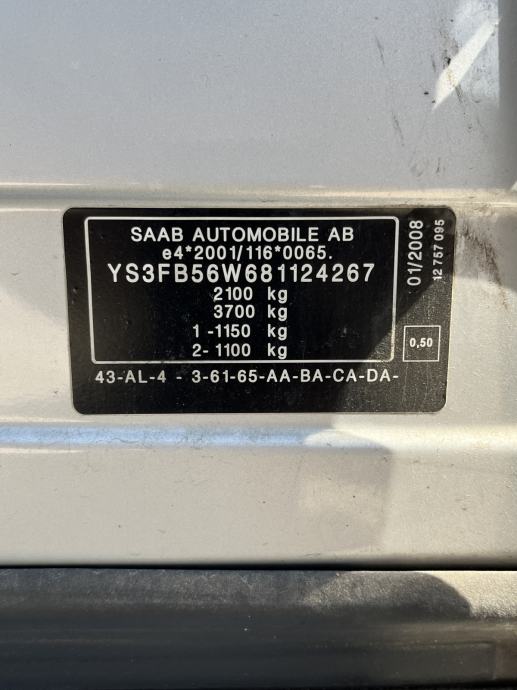 SAAB AUTOMOBILE AB
e4*2001/116*0065.
YS3FB56W681124267
2100 kg
3700 kg
1 -1150 kg
2- 1100 kg
43-AL-4 - 3-61-65-AA-BA-CA-DA-
01/2008
12 757 095
0,50